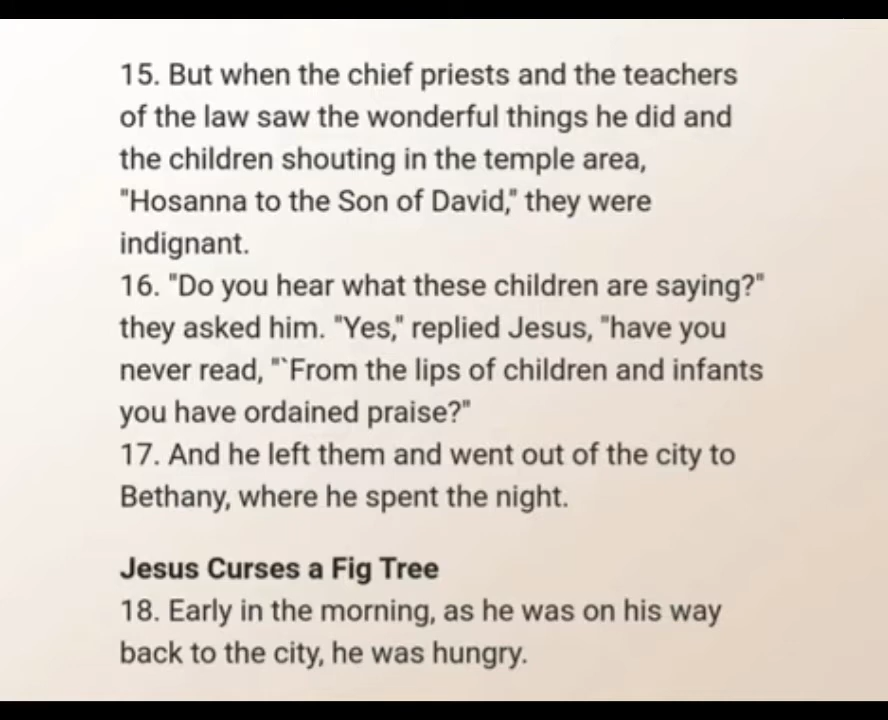 15. But when the chief priests and the teachers
of the law saw the wonderful things he did and
the children shouting in the temple area,
"Hosanna to the Son of David," they were
indignant.
16. "Do you hear what these children are saying?"
they asked him. "Yes," replied Jesus, "have you
never read, "`From the lips of children and infants
you have ordained praise?"
17. And he left them and went out of the city to
Bethany, where he spent the night.
Jesus Curses a Fig Tree
18. Early in the morning, as he was on his way
back to the city, he was hungry.